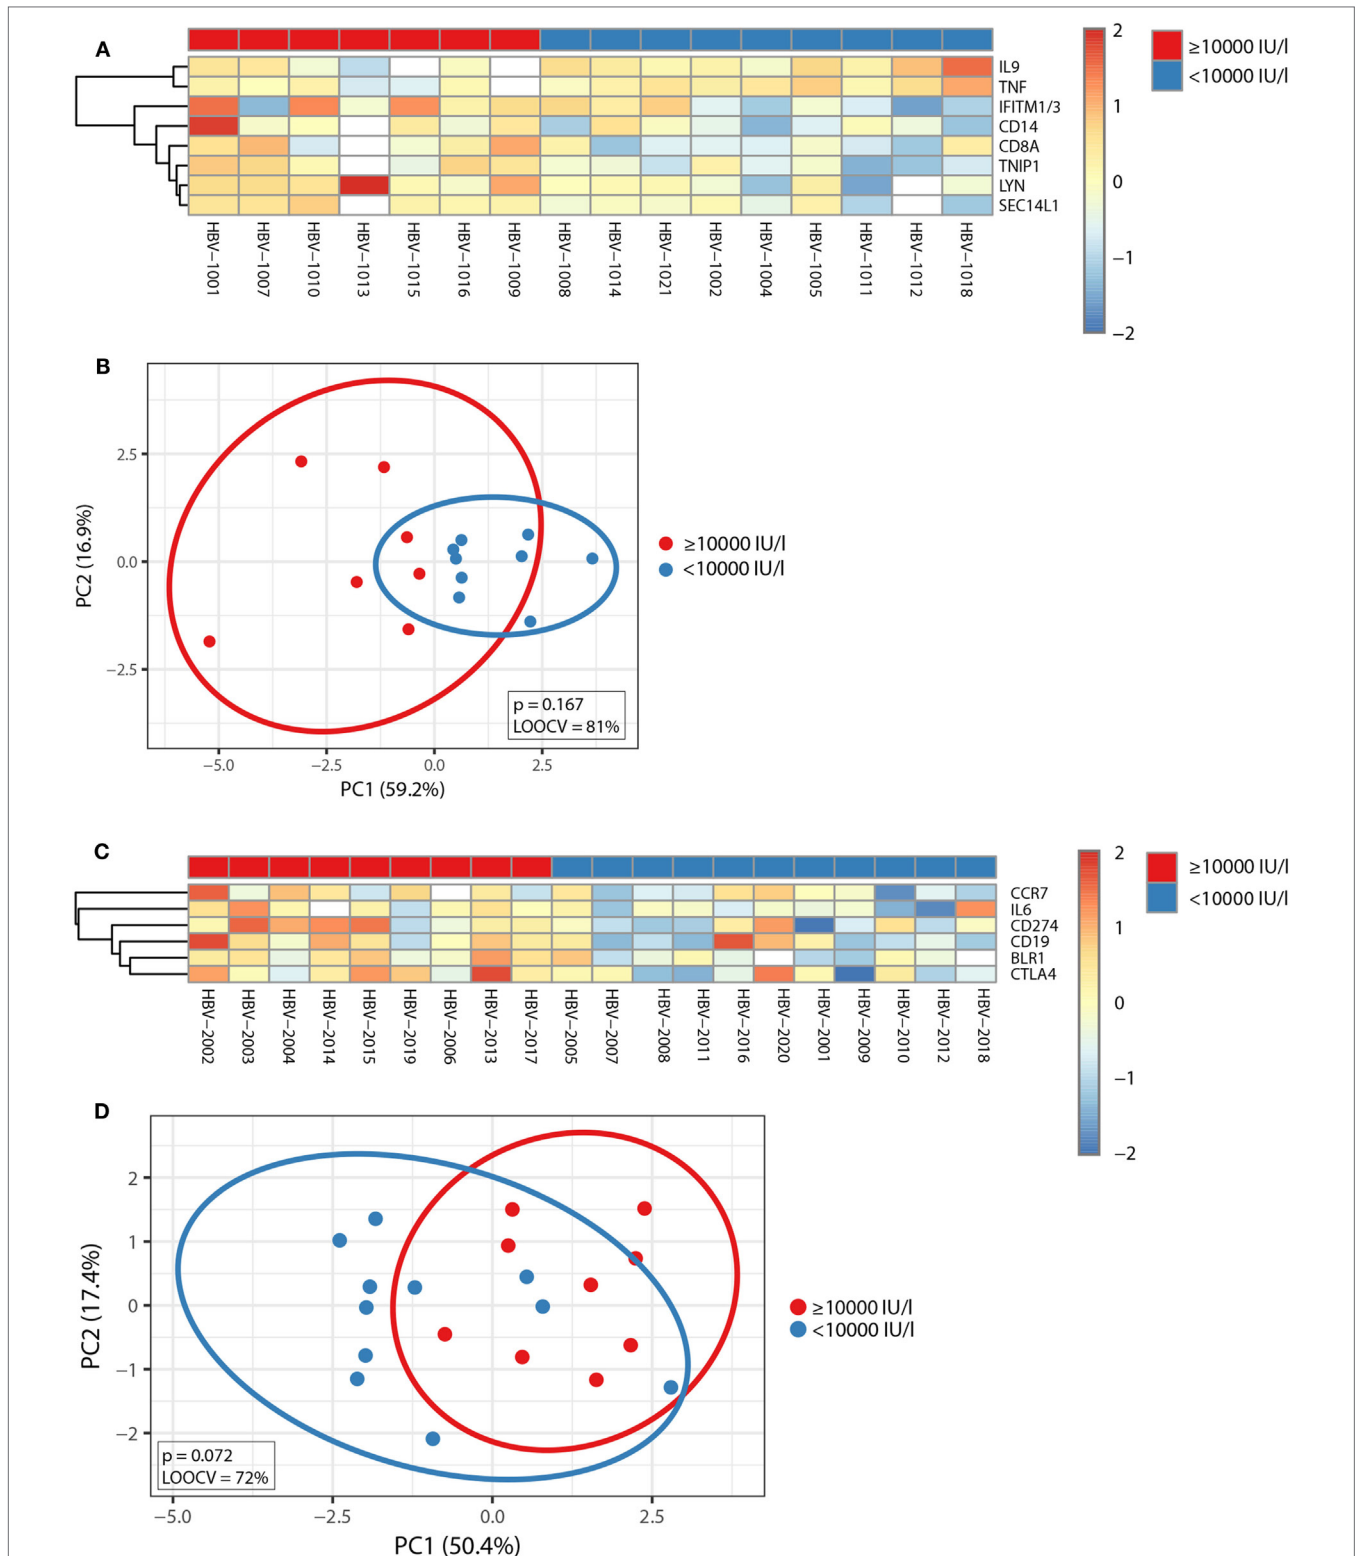 A
2
1
0
−1
−2
≥10000 IU/l
<10000 IU/l
IL9
TNF
IFITM1/3
CD14
CD8A
TNIP1
LYN
SEC14L1
HBV−1001
HBV−1007
HBV−1010
HBV−1013
HBV−1015
HBV−1016
HBV−1009
HBV−1008
HBV−1014
HBV−1021
HBV−1002
HBV−1004
HBV−1005
HBV−1011
HBV−1012
HBV−1018
B
PC2 (16.9%)
2.5
0.0
−2.5
≥10000 IU/l
<10000 IU/l
p = 0.167
LOOCV = 81%
−5.0
−2.5
0.0
2.5
PC1 (59.2%)
C
2
1
0
−1
−2
≥10000 IU/l
<10000 IU/l
CCR7
IL6
CD274
CD19
BLR1
CTLA4
HBV−2002
HBV−2003
HBV−2004
HBV−2014
HBV−2015
HBV−2019
HBV−2006
HBV−2013
HBV−2017
HBV−2005
HBV−2007
HBV−2008
HBV−2011
HBV−2016
HBV−2020
HBV−2001
HBV−2009
HBV−2010
HBV−2012
HBV−2018
D
PC2 (17.4%)
2
1
0
−1
−2
≥10000 IU/l
<10000 IU/l
p = 0.072
LOOCV = 72%
−5.0
−2.5
0.0
2.5
PC1 (50.4%)